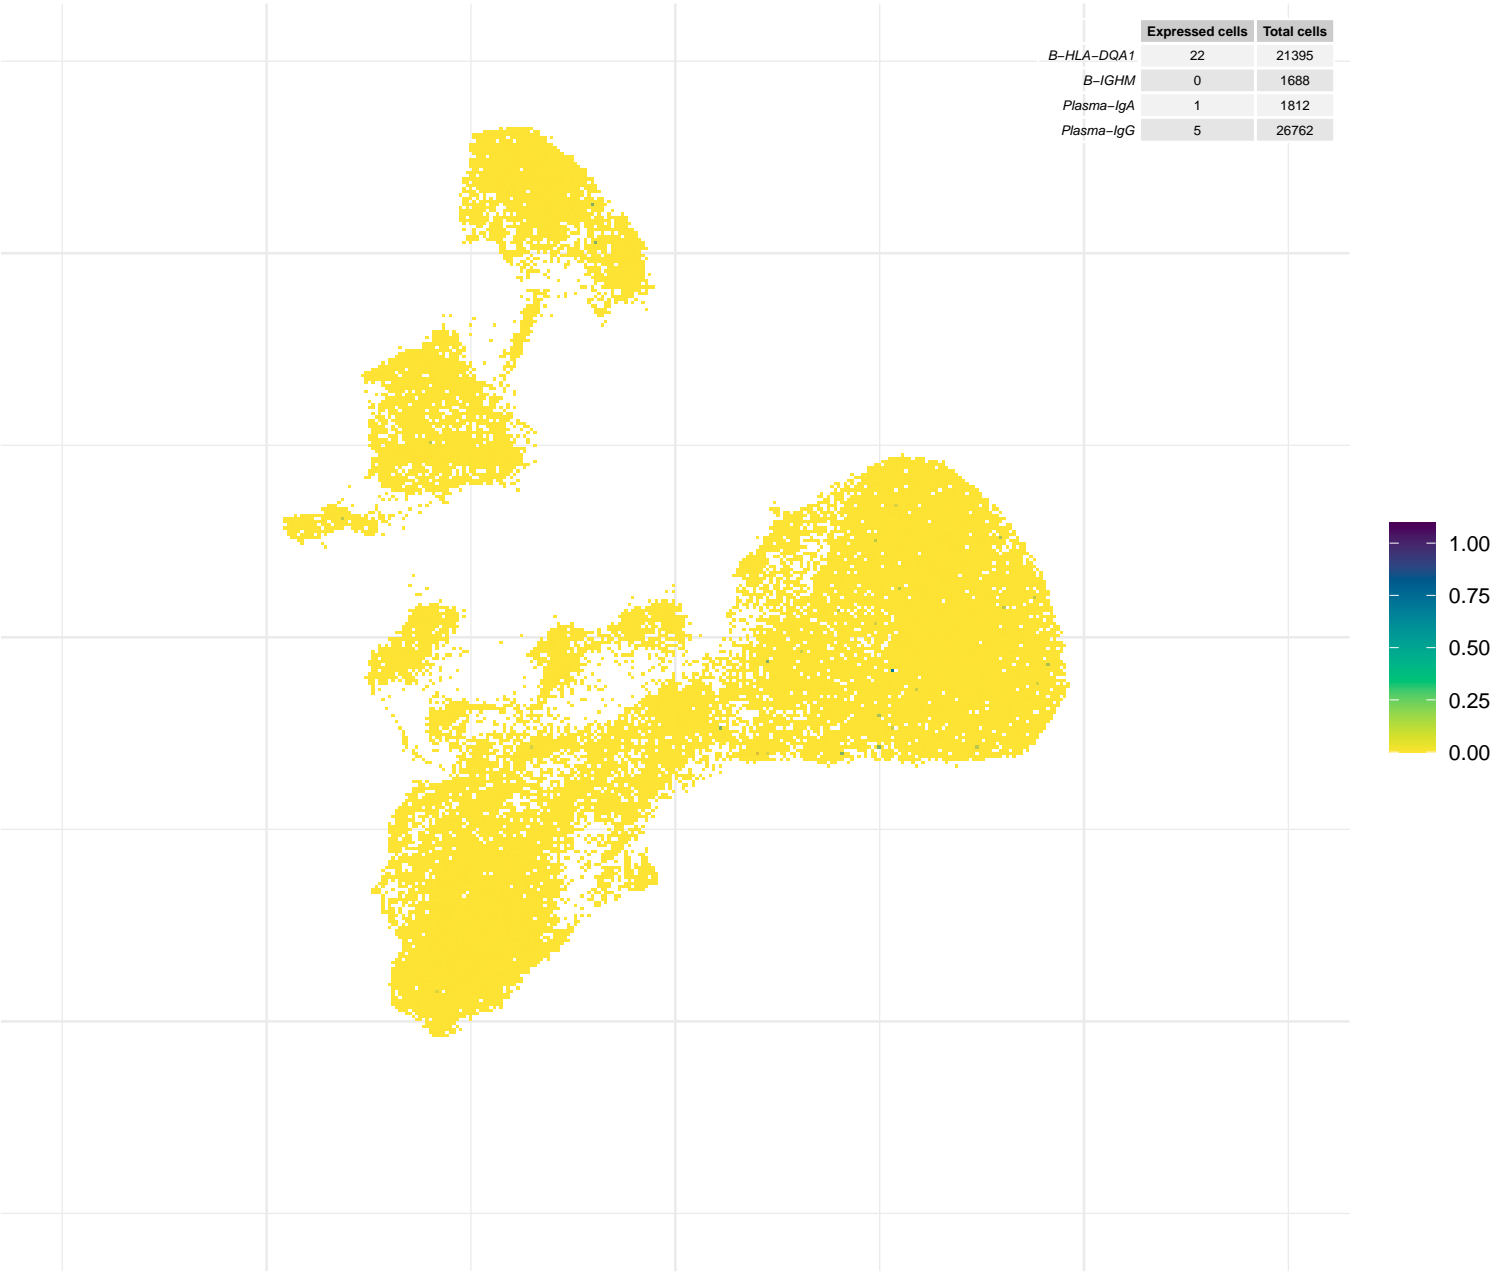 Expressed cells Total cells
B−HLA−DQA1 22 21395
B−IGHM 0 1688
Plasma−IgA 1 1812
Plasma−IgG 5 26762
1.00
0.75
0.50
0.25
0.00